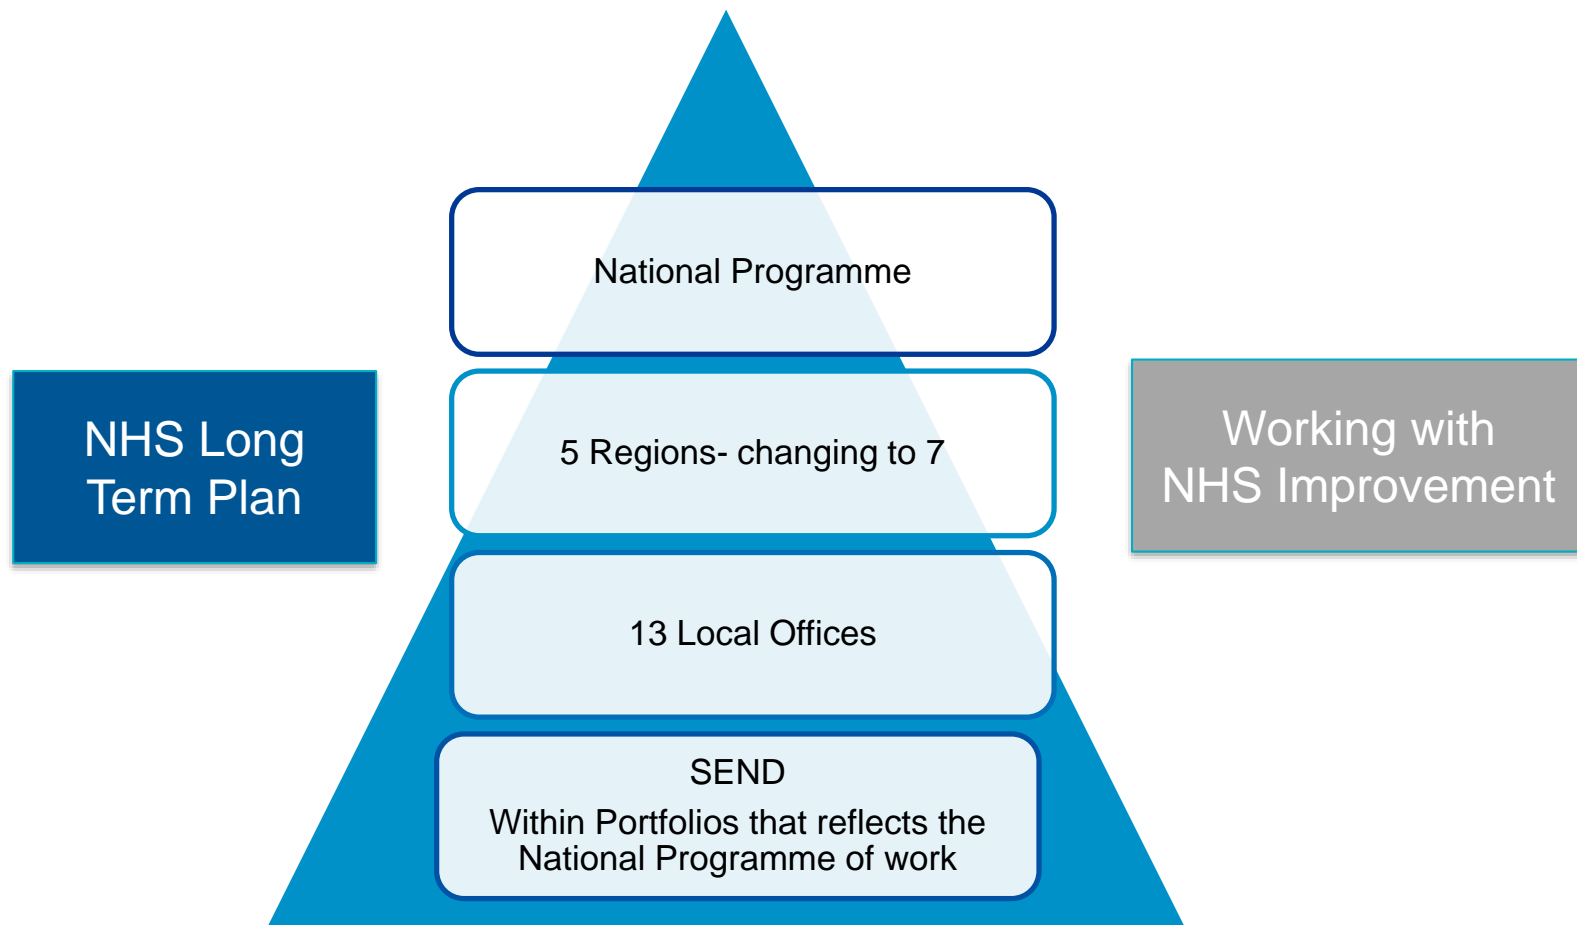 National Programme
NHS Long
Term Plan
5 Regions- changing to 7
Working with
NHS Improvement
13 Local Offices
SEND
Within Portfolios that reflects the
National Programme of work